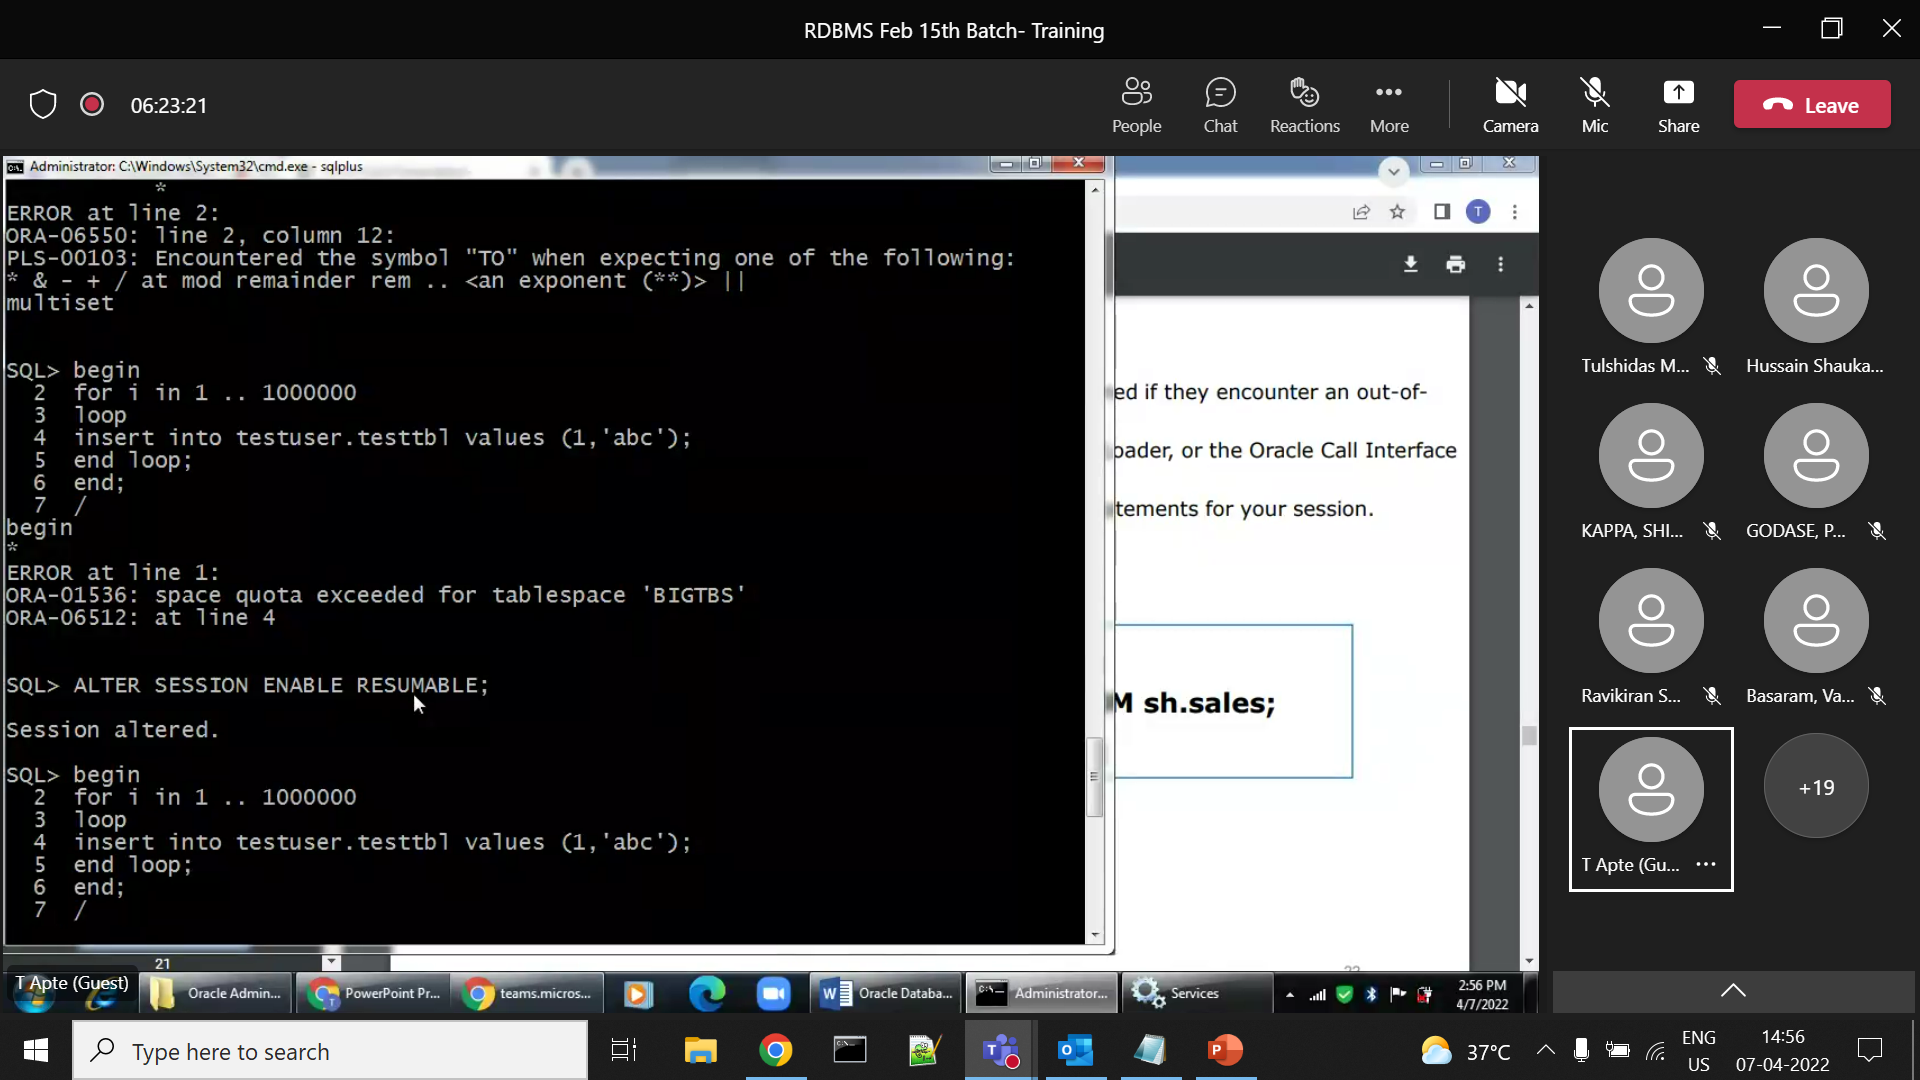 RDBMS Feb 15th Batch- Training
06:23:21
People
Chat
Reactions
More
Camera
Mic
Share
Leave
Administrator: C:\Windows\System32\cmd.exe - sqlplus
*
ERROR at line 2:
ORA-06550: line 2, column 12:
PLS-00103: Encountered the symbol "TO" when expecting one of the following:
* & - + / at mod remainder rem .. <an exponent (**)> ||
multiset
SQL> begin
2 for i in 1 .. 1000000
3 loop
4 insert into testuser.testtbl values (1,'abc');
5 end loop;
6 end;
7 /
begin
*
ERROR at line 1:
ORA-01536: space quota exceeded for tablespace 'BIGTBS'
ORA-06512: at line 4
SQL> ALTER SESSION ENABLE RESUMABLE;
Session altered.
SQL> begin
2 for i in 1 .. 1000000
3 loop
4 insert into testuser.testtbl values (1,'abc');
5 end loop;
6 end;
7 /
T
ed if they encounter an out-of-
oader, or the Oracle Call Interface
tements for your session.
M sh.sales;
Tulshidas M...
Hussain Shauka...
KAPPA, SHI...
GODASE, P...
Ravikiran S...
Basaram, Va...
T Apte (Gu...
+19
21
T Apte (Guest)
Oracle Admin...
PowerPoint Pr...
teams.micros...
Oracle Databa...
Administrator...
Services
2:56 PM
4/7/2022
Type here to search
37°C
ENG
US
14:56
07-04-2022